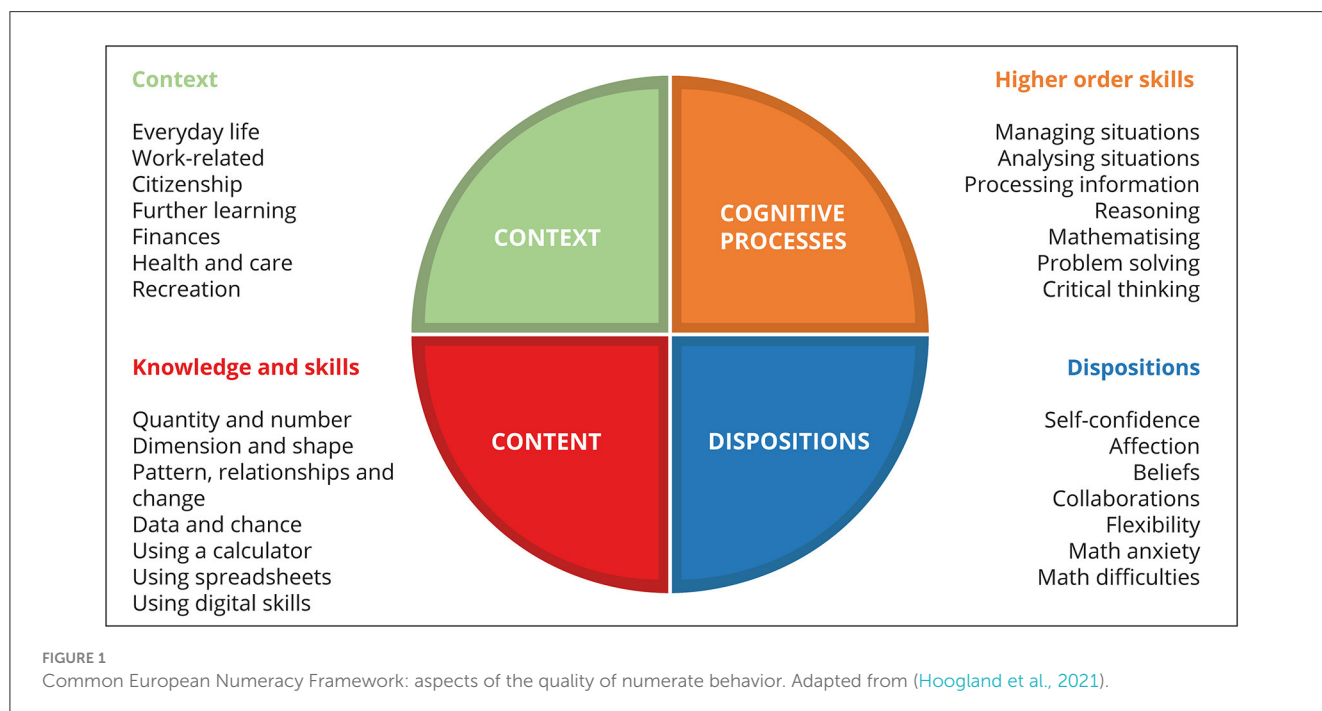 Context
Everyday life
Work-related
Citizenship
Further learning
Finances
Health and care
Recreation
CONTEXT
COGNITIVE
PROCESSES
Higher order skills
Managing situations
Analysing situations
Processing information
Reasoning
Mathematising
Problem solving
Critical thinking
Knowledge and skills
Quantity and number
Dimension and shape
Pattern, relationships and
change
Data and chance
Using a calculator
Using spreadsheets
Using digital skills
CONTENT
DISPOSITIONS
Dispositions
Self-confidence
Affection
Beliefs
Collaborations
Flexibility
Math anxiety
Math difficulties
FIGURE 1
Common European Numeracy Framework: aspects of the quality of numerate behavior. Adapted from (Hoogland et al., 2021).